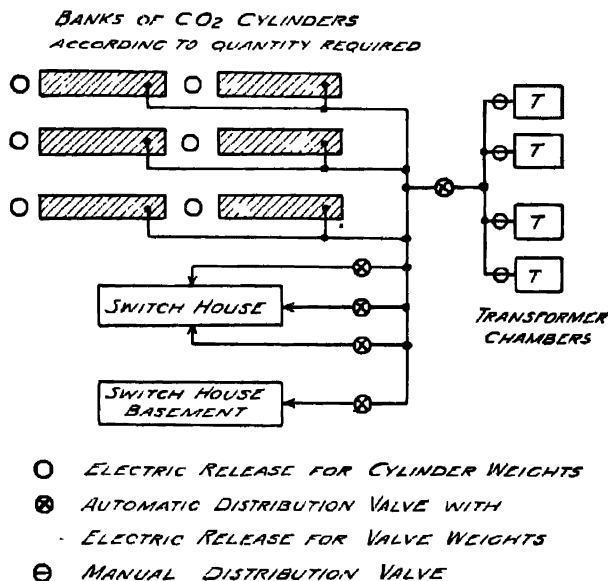 BANKS OF CO2 CYLINDERS
ACCORDING TO QUANTITY REQUIRED
T
T
T
T
SWITCH HOUSE
TRANSFORMER
CHAMBERS
SWITCH HOUSE
BASEMENT
ELECTRIC RELEASE FOR CYLINDER WEIGHTS
AUTOMATIC DISTRIBUTION VALVE WITH
ELECTRIC RELEASE FOR VALVE WEIGHTS
MANUAL DISTRIBUTION VALVE